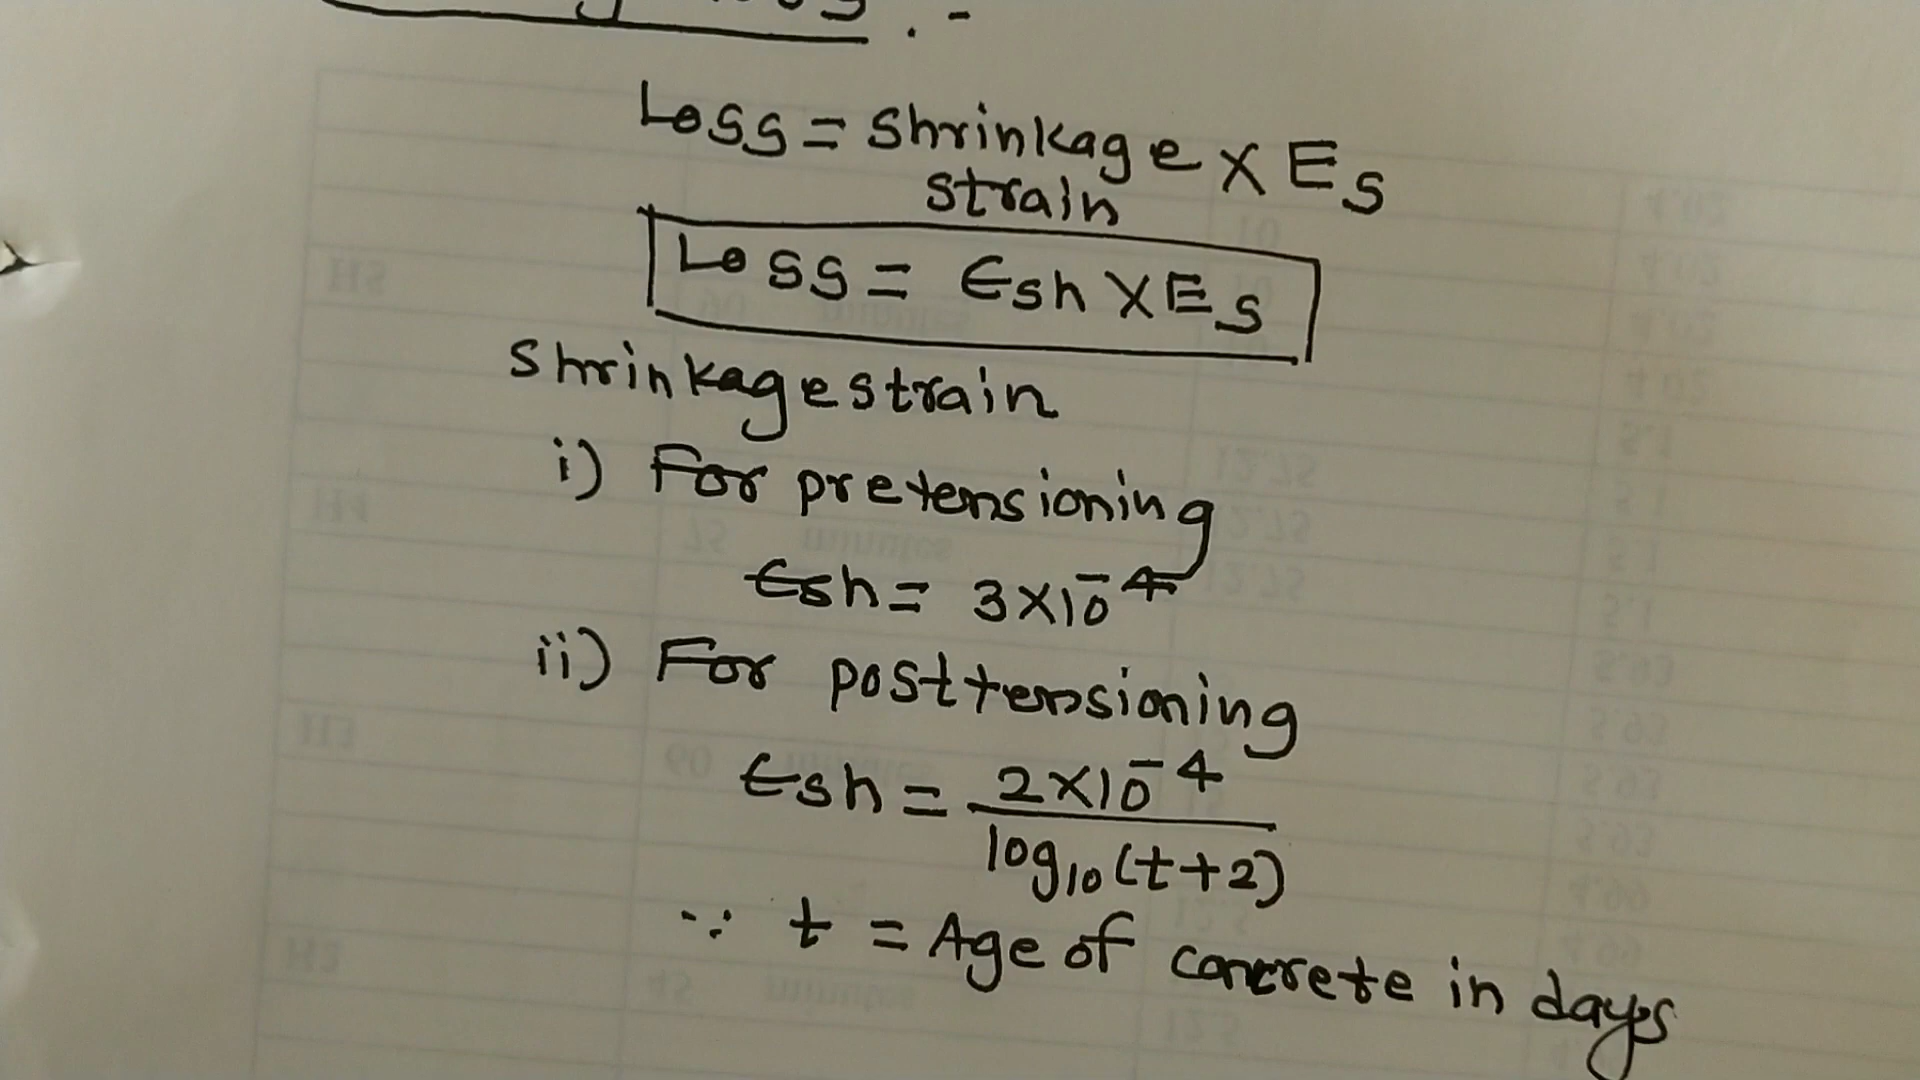 Loss = Shrinkage × Es
strain
Loss = Esh × Es
Shrinkage strain
i) For pretensioning
Esh = 3×10⁻⁴
ii) For posttensioning
Esh = 2×10⁻⁴
log₁₀(t+2)
∵ t = Age of concrete in days